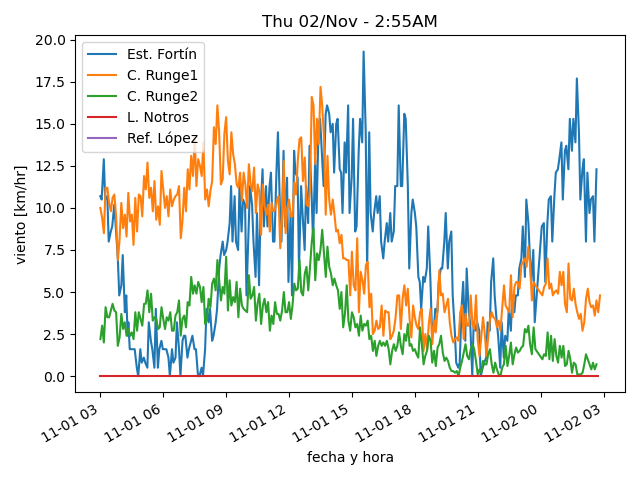 Thu 02/Nov - 2:55AM
20.0
17.5
15.0
12.5
10.0
7.5
5.0
2.5
0.0
viento [km/hr]
Est. Fortín
C. Runge1
C. Runge2
L. Notros
Ref. López
11-01 03
11-01 06
11-01 09
11-01 12
11-01 15
11-01 18
11-01 21
11-02 00
11-02 03
fecha y hora